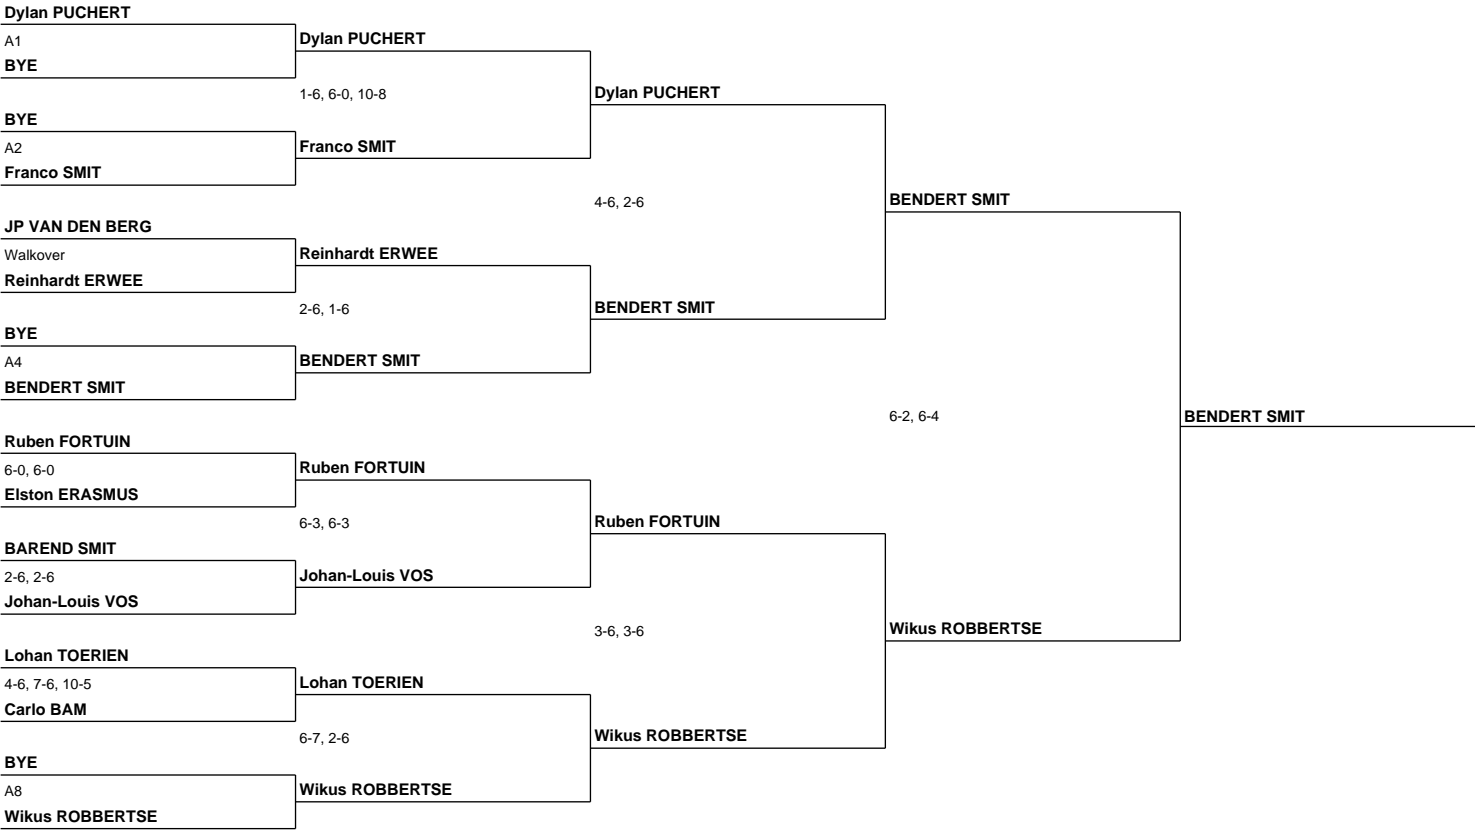 Dylan PUCHERT
A1
BYE
BYE
A2
Franco SMIT
JP VAN DEN BERG
Walkover
Reinhardt ERWEE
BYE
A4
BENDERT SMIT
Ruben FORTUIN
6-0, 6-0
Elston ERASMUS
BAREND SMIT
2-6, 2-6
Johan-Louis VOS
Lohan TOERIEN
4-6, 7-6, 10-5
Carlo BAM
BYE
A8
Wikus ROBBERTSE
Dylan PUCHERT
1-6, 6-0, 10-8
Franco SMIT
Reinhardt ERWEE
2-6, 1-6
BENDERT SMIT
Ruben FORTUIN
6-3, 6-3
Johan-Louis VOS
Lohan TOERIEN
6-7, 2-6
Wikus ROBBERTSE
Dylan PUCHERT
4-6, 2-6
BENDERT SMIT
Ruben FORTUIN
3-6, 3-6
Wikus ROBBERTSE
BENDERT SMIT
6-2, 6-4
Wikus ROBBERTSE
BENDERT SMIT